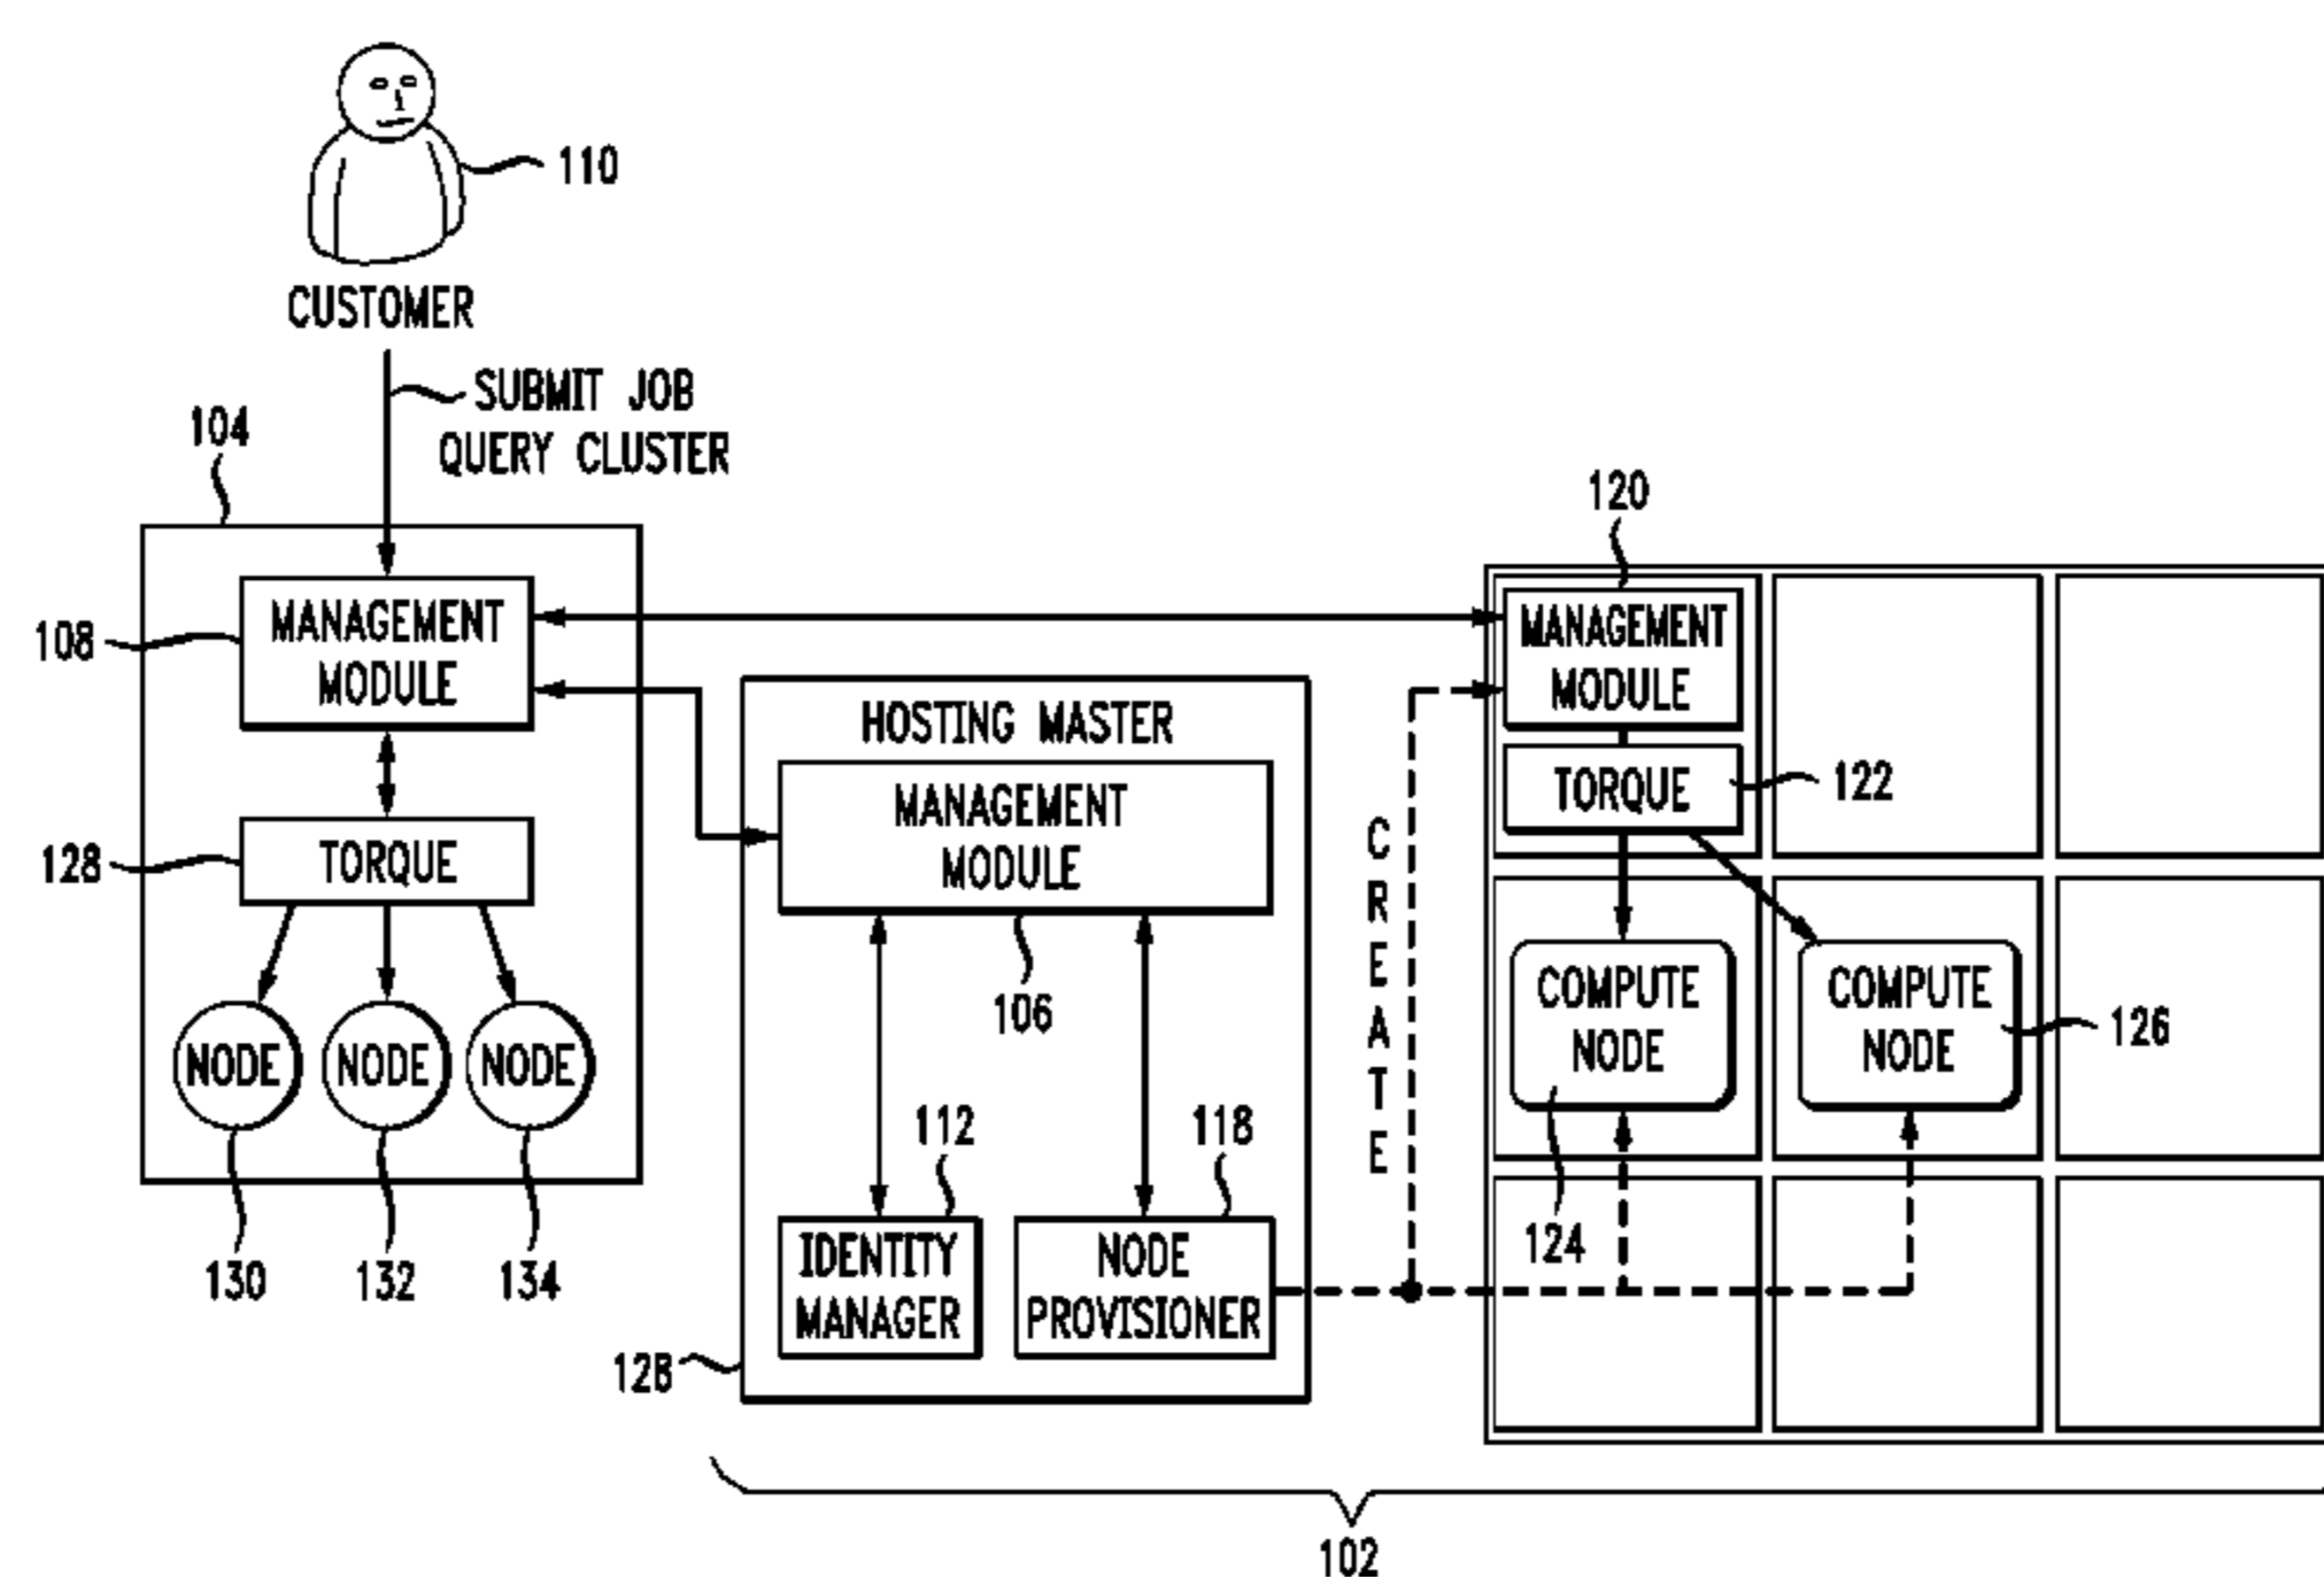 110
CUSTOMER
SUBMIT JOB
QUERY CLUSTER
104
108
MANAGEMENT
MODULE
128
TORQUE
NODE
NODE
NODE
130
132
134
HOSTING MASTER
MANAGEMENT
MODULE
106
112
118
IDENTITY
MANAGER
NODE
PROVISIONER
128
CREATE
120
MANAGEMENT
MODULE
TORQUE
122
COMPUTE
NODE
COMPUTE
NODE
124
126
102